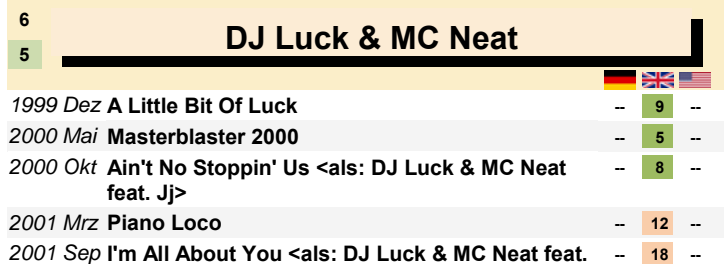 6
DJ Luck & MC Neat
5
1999 Dez A Little Bit Of Luck -- 9 --
2000 Mai Masterblaster 2000 -- 5 --
2000 Okt Ain't No Stoppin' Us <als: DJ Luck & MC Neat -- 8 --
feat. Jj>
2001 Mrz Piano Loco -- 12 --
2001 Sep I'm All About You <als: DJ Luck & MC Neat feat. -- 18 --